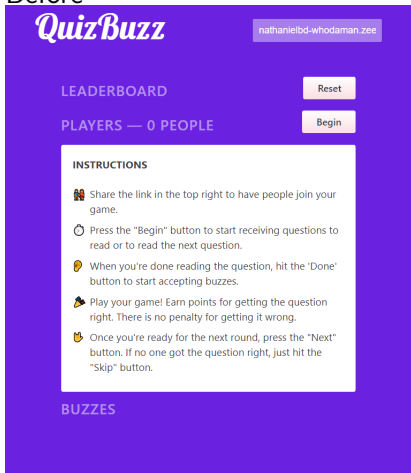 Before
QuizBuzz
nathanielbd-whodaman.zee
LEADERBOARD
Reset
PLAYERS — 0 PEOPLE
Begin
INSTRUCTIONS
Share the link in the top right to have people join your
game.
Press the "Begin" button to start receiving questions to
read or to read the next question.
When you're done reading the question, hit the 'Done'
button to start accepting buzzes.
Play your game! Earn points for getting the question
right. There is no penalty for getting it wrong.
Once you're ready for the next round, press the "Next"
button. If no one got the question right, just hit the
"Skip" button.
BUZZES